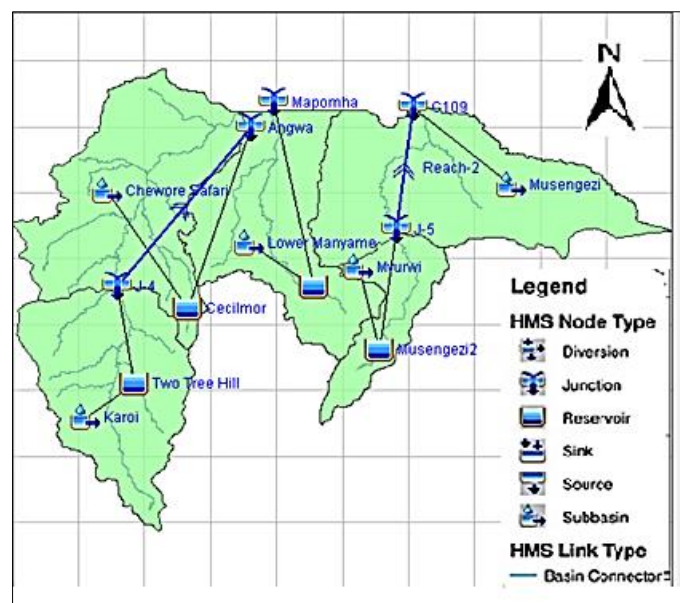 N
Mapomha
C109
Angwa
Reach-2
Chewore Safari
Musengezi
J-5
Lower Manyame
Mvurwi
J-4
Cecilmor
Musengezi2
Two Tree Hill
Karoi
Legend
HMS Node Type
Diversion
Junction
Reservoir
Sink
Source
Subbasin
HMS Link Type
Basin Connector